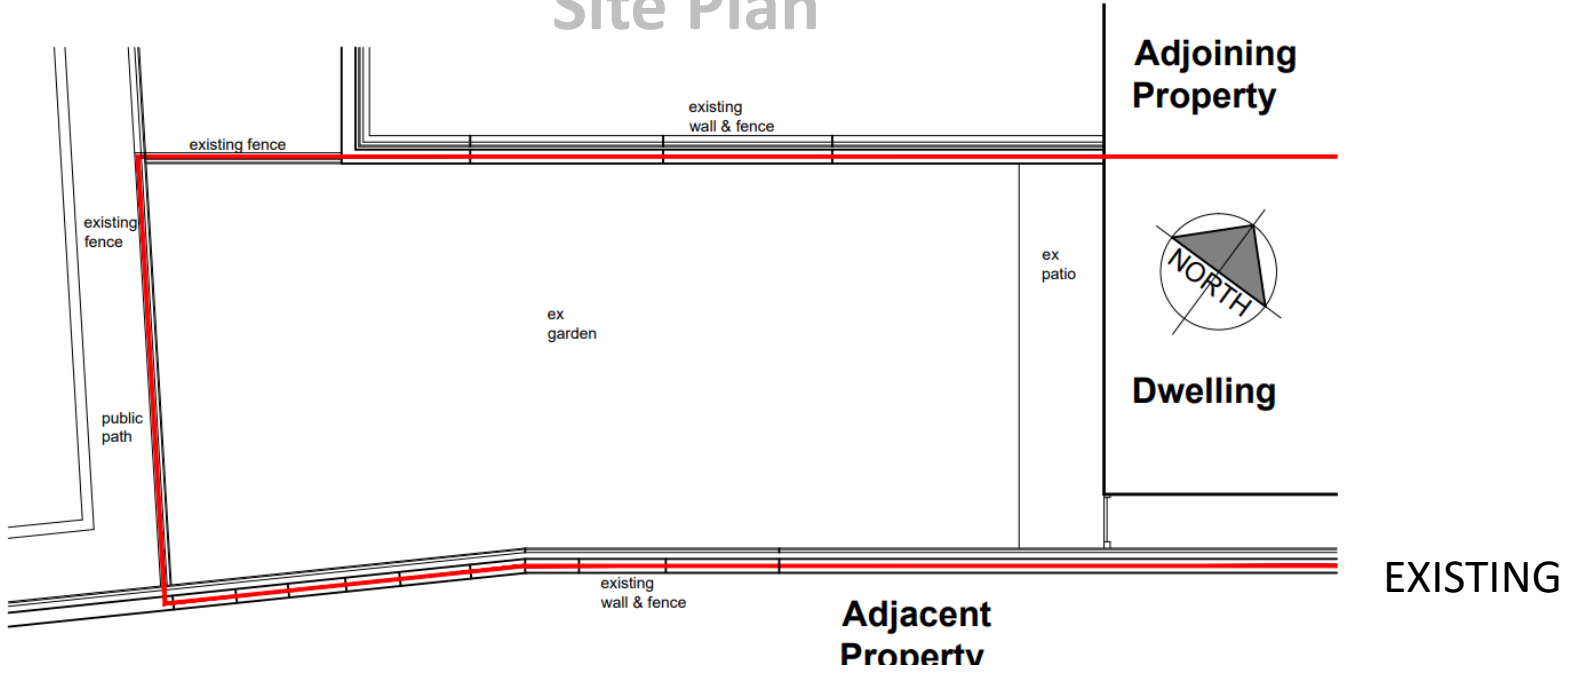 Site Plan
Adjoining
Property
existing
wall & fence
existing fence
existing
fence
ex
patio
NORTH
ex
garden
Dwelling
public
path
EXISTING
existing
wall & fence
Adjacent
Property